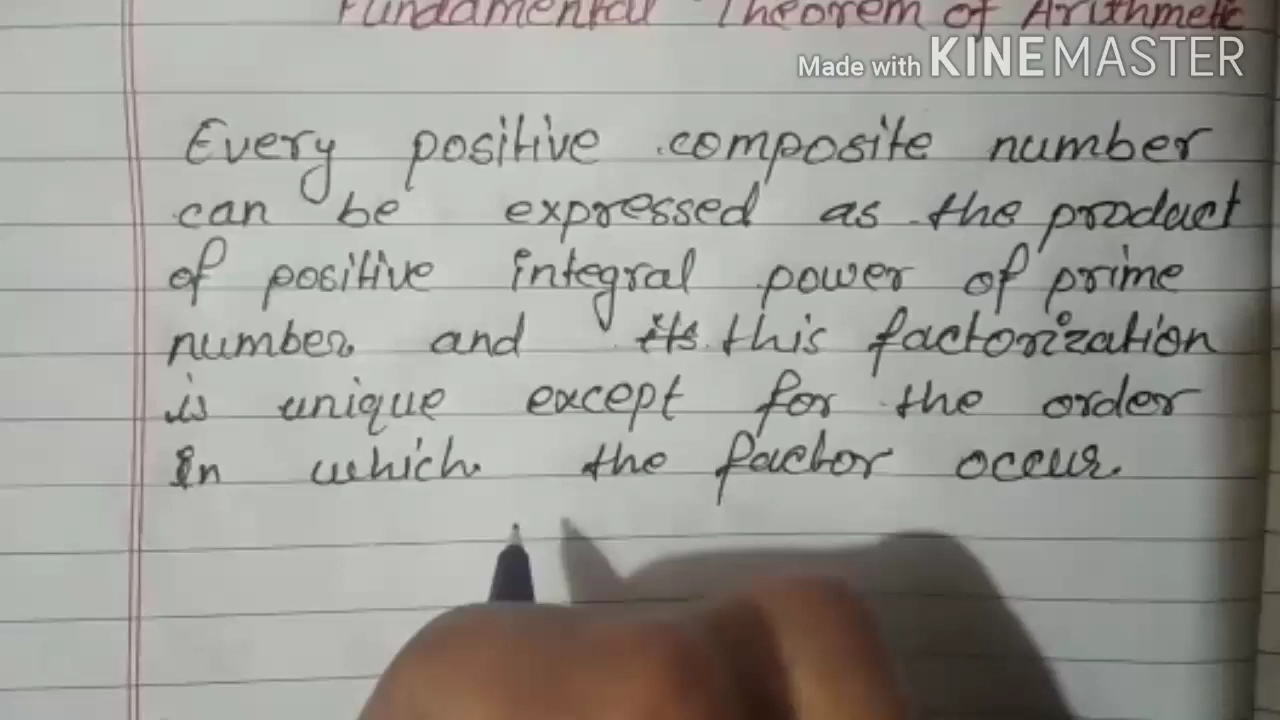 Fundamental Theorem of Arithmetic
Made with KINEMASTER
Every positive composite number
can be expressed as the product
of positive integral power of prime
number and its this factorization
is unique except for the order
in which the factor occur.